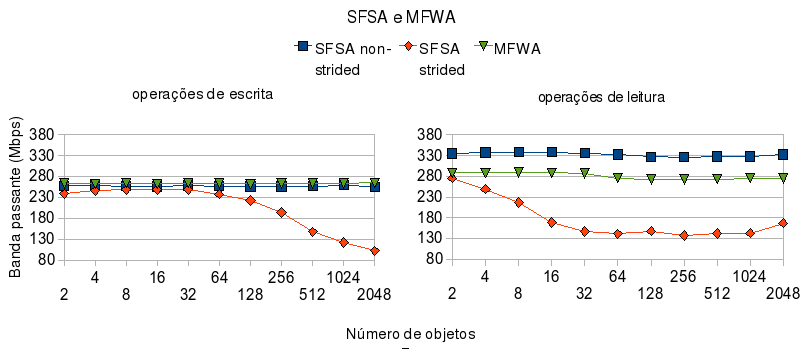 SFSA e MFWA
SFSA non-strided SFSA strided MFWA
operações de escrita
operações de leitura
Banda passante (Mbps)
380
330
280
230
180
130
80
2 4 8 16 32 64 128 256 512 1024 2048
380
330
280
230
180
130
80
2 4 8 16 32 64 128 256 512 1024 2048
Número de objetos